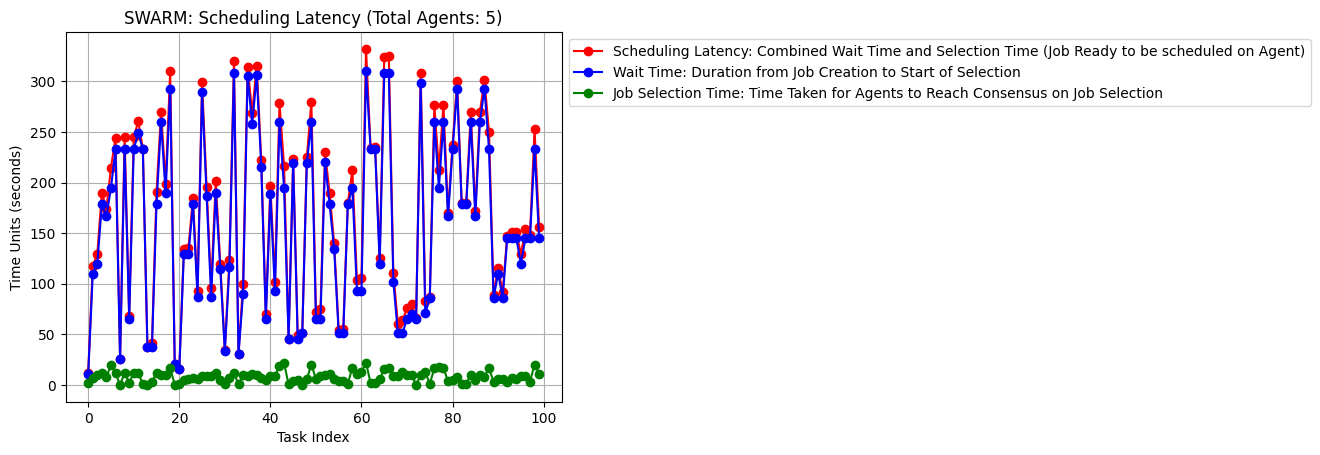 SWARM: Scheduling Latency (Total Agents: 5)
Scheduling Latency: Combined Wait Time and Selection Time (Job Ready to be scheduled on Agent)
Wait Time: Duration from Job Creation to Start of Selection
Job Selection Time: Time Taken for Agents to Reach Consensus on Job Selection
Time Units (seconds)
300
250
200
150
100
50
0
0 20 40 60 80 100
Task Index